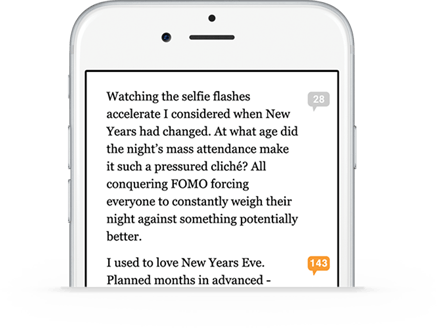 Watching the selfie flashes
accelerate I considered when New
Years had changed. At what age did
the night's mass attendance make
it such a pressured cliché? All
conquering FOMO forcing
everyone to constantly weigh their
night against something potentially
better.
28
I used to love New Years Eve.
Planned months in advanced -
143